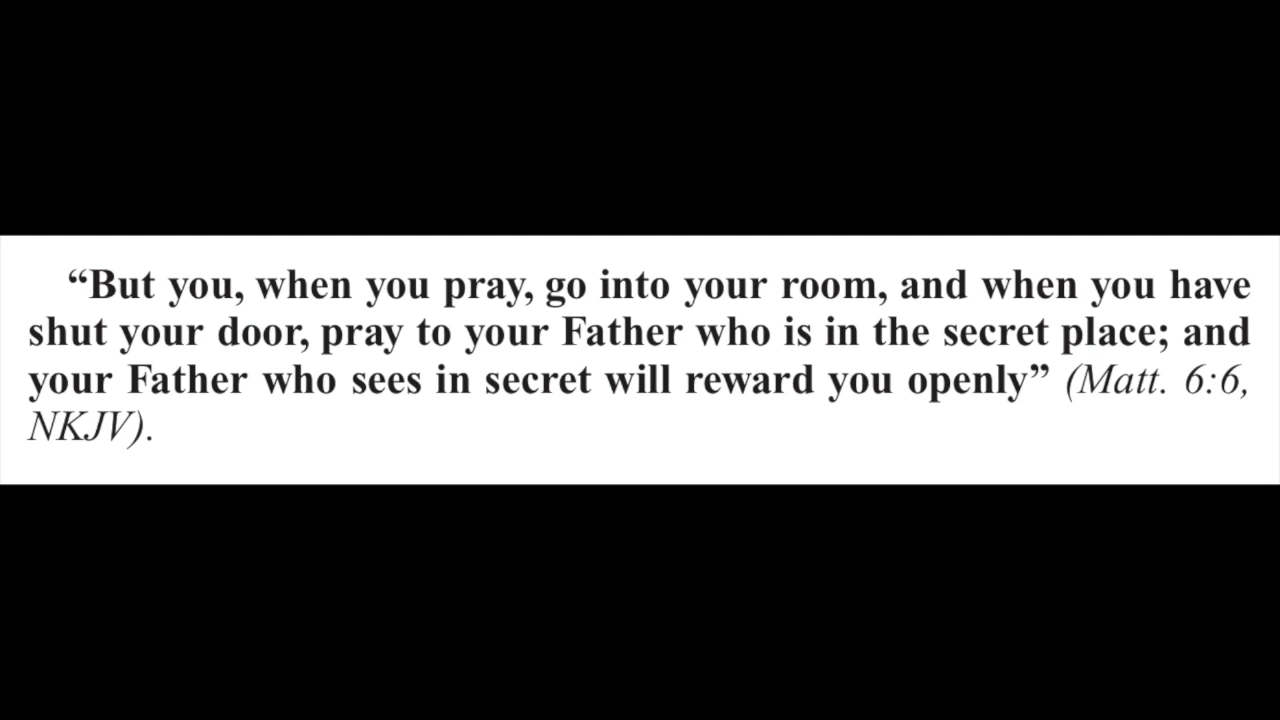 “But you, when you pray, go into your room, and when you have
shut your door, pray to your Father who is in the secret place; and
your Father who sees in secret will reward you openly” (Matt. 6:6,
NKJV).